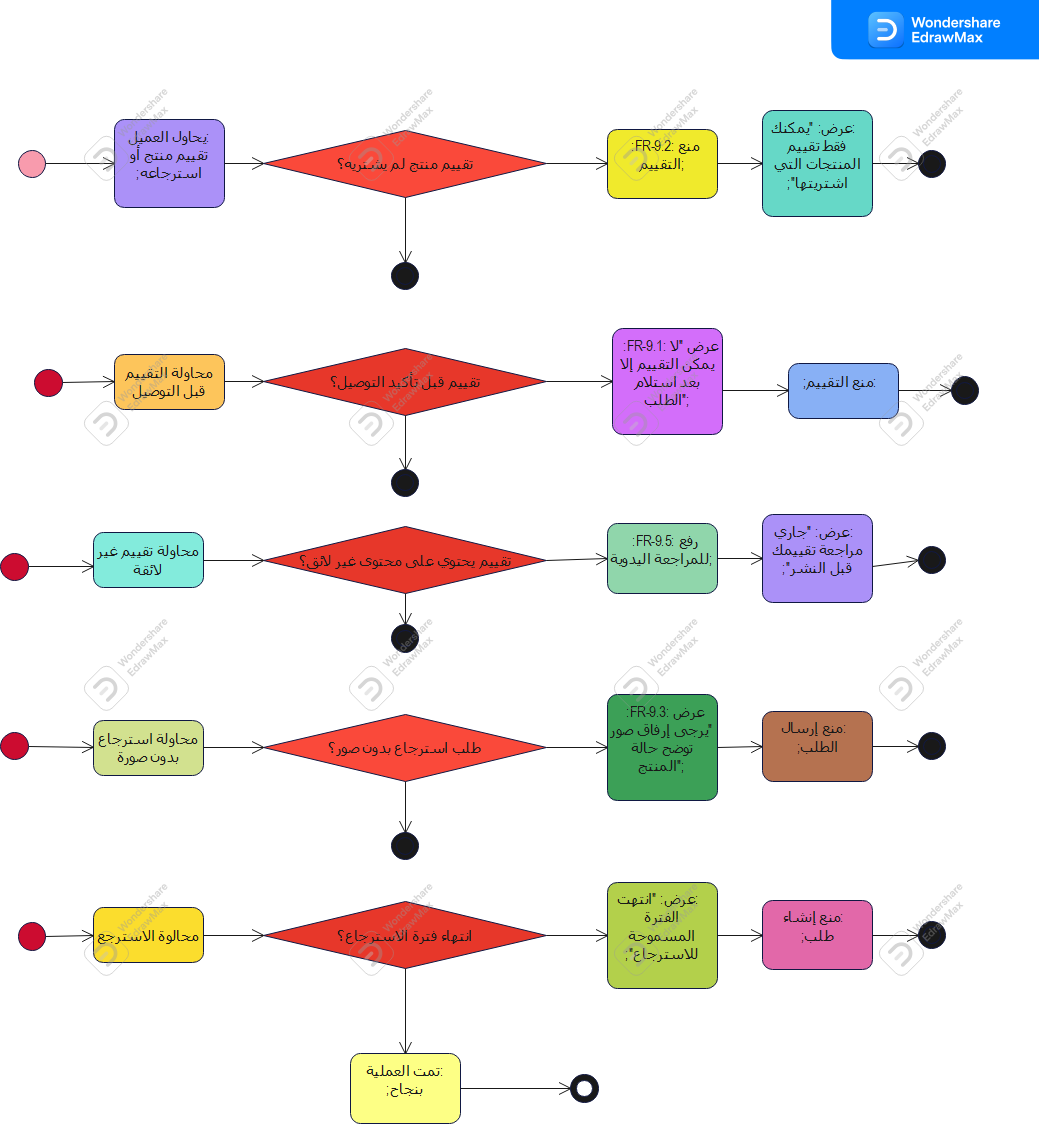 Wondershare
EdrawMax
:يحاول العميل
تقييم منتج أو
استرجاعه;
تقييم منتج لم يشتريه؟
:FR-9.2: منع
التقييم;
:عرض: "يمكنك
فقط تقييم
المنتجات التي
اشتريتها";
محاولة التقييم
قبل التوصيل
تقييم قبل تأكيد التوصيل؟
:FR-9.1: عرض "لا
يمكن التقييم إلا
بعد استلام
الطلب";
:منع التقييم;
محاولة تقييم غير
لائقة
تقييم يحتوي على محتوى غير لائق؟
:FR-9.5: رفع
للمراجعة اليدوية;
:عرض: "جاري
مراجعة تقييمك
قبل النشر";
محاولة استرجاع
بدون صورة
طلب استرجاع بدون صور؟
:FR-9.3: عرض
"يرجى إرفاق صور
توضح حالة
المنتج";
:منع إرسال
الطلب;
محالوة الاسترجع
انتهاء فترة الاسترجاع؟
:عرض: "انتهت
الفترة
المسموحة
للاسترجاع";
:منع إنشاء
طلب;
:تمت العملية
بنجاح;